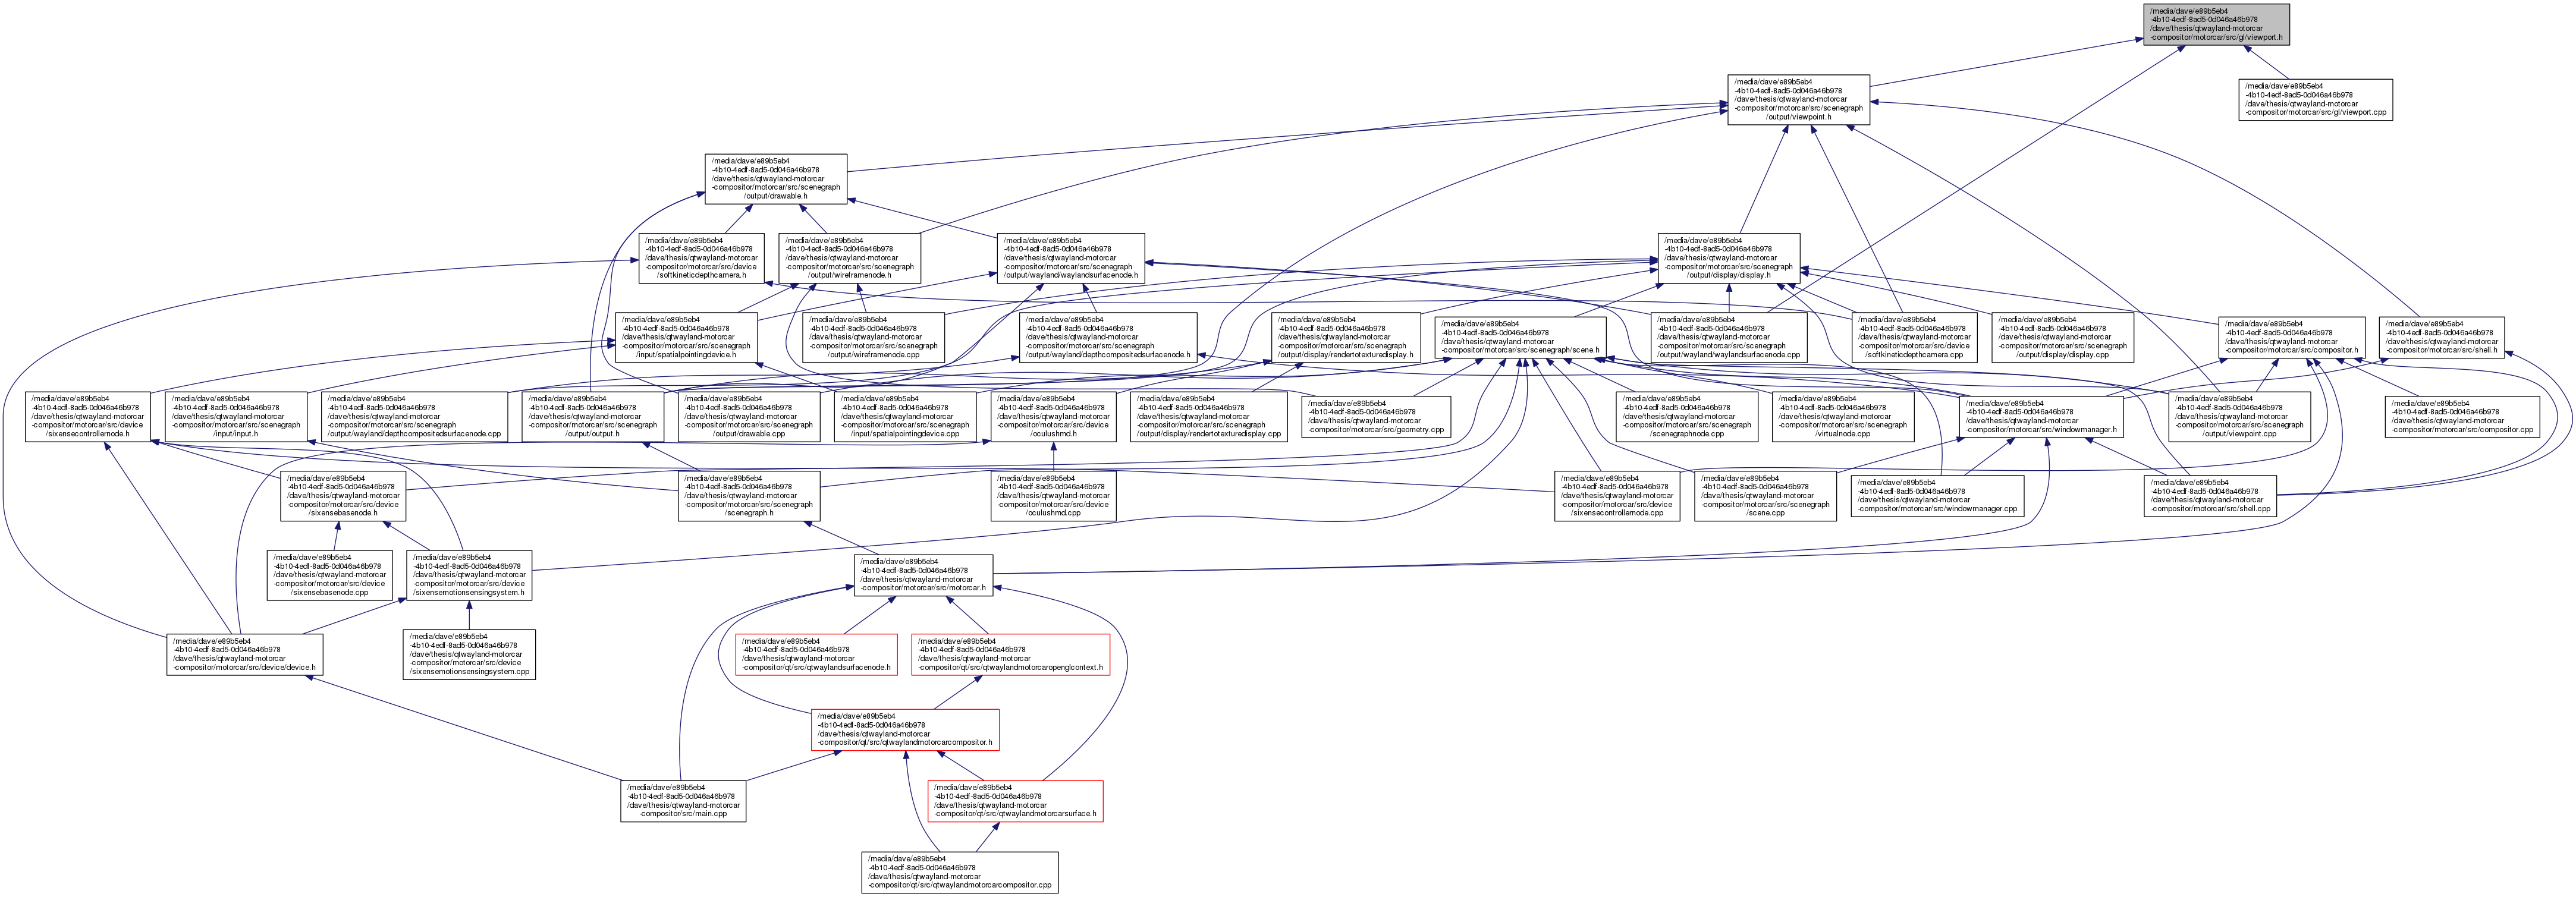 /media/dave/e89b5eb4
-4b10-4edf-8ad5-0d046a46b978
/dave/thesis/qtwayland-motorcar
-compositor/motorcar/src/gl/viewport.h
/media/dave/e89b5eb4
-4b10-4edf-8ad5-0d046a46b978
/dave/thesis/qtwayland-motorcar
-compositor/motorcar/src/scenegraph
/output/viewpoint.h
/media/dave/e89b5eb4
-4b10-4edf-8ad5-0d046a46b978
/dave/thesis/qtwayland-motorcar
-compositor/motorcar/src/gl/viewport.cpp
/media/dave/e89b5eb4
-4b10-4edf-8ad5-0d046a46b978
/dave/thesis/qtwayland-motorcar
-compositor/motorcar/src/scenegraph
/output/drawable.h
/media/dave/e89b5eb4
-4b10-4edf-8ad5-0d046a46b978
/dave/thesis/qtwayland-motorcar
-compositor/motorcar/src/device
/softkineticdepthcamera.h
/media/dave/e89b5eb4
-4b10-4edf-8ad5-0d046a46b978
/dave/thesis/qtwayland-motorcar
-compositor/motorcar/src/scenegraph
/output/wireframenode.h
/media/dave/e89b5eb4
-4b10-4edf-8ad5-0d046a46b978
/dave/thesis/qtwayland-motorcar
-compositor/motorcar/src/scenegraph
/output/wayland/waylandsurfacenode.h
/media/dave/e89b5eb4
-4b10-4edf-8ad5-0d046a46b978
/dave/thesis/qtwayland-motorcar
-compositor/motorcar/src/scenegraph
/output/display/display.h
/media/dave/e89b5eb4
-4b10-4edf-8ad5-0d046a46b978
/dave/thesis/qtwayland-motorcar
-compositor/motorcar/src/scenegraph
/input/spatialpointingdevice.h
/media/dave/e89b5eb4
-4b10-4edf-8ad5-0d046a46b978
/dave/thesis/qtwayland-motorcar
-compositor/motorcar/src/scenegraph
/output/wireframenode.cpp
/media/dave/e89b5eb4
-4b10-4edf-8ad5-0d046a46b978
/dave/thesis/qtwayland-motorcar
-compositor/motorcar/src/scenegraph
/output/wayland/depthcompositedsurfacenode.h
/media/dave/e89b5eb4
-4b10-4edf-8ad5-0d046a46b978
/dave/thesis/qtwayland-motorcar
-compositor/motorcar/src/scenegraph
/output/display/rendertotexturedisplay.h
/media/dave/e89b5eb4
-4b10-4edf-8ad5-0d046a46b978
/dave/thesis/qtwayland-motorcar
-compositor/motorcar/src/scenegraph/scene.h
/media/dave/e89b5eb4
-4b10-4edf-8ad5-0d046a46b978
/dave/thesis/qtwayland-motorcar
-compositor/motorcar/src/scenegraph
/output/wayland/waylandsurfacenode.cpp
/media/dave/e89b5eb4
-4b10-4edf-8ad5-0d046a46b978
/dave/thesis/qtwayland-motorcar
-compositor/motorcar/src/device
/softkineticdepthcamera.cpp
/media/dave/e89b5eb4
-4b10-4edf-8ad5-0d046a46b978
/dave/thesis/qtwayland-motorcar
-compositor/motorcar/src/scenegraph
/output/display/display.cpp
/media/dave/e89b5eb4
-4b10-4edf-8ad5-0d046a46b978
/dave/thesis/qtwayland-motorcar
-compositor/motorcar/src/compositor.h
/media/dave/e89b5eb4
-4b10-4edf-8ad5-0d046a46b978
/dave/thesis/qtwayland-motorcar
-compositor/motorcar/src/shell.h
/media/dave/e89b5eb4
-4b10-4edf-8ad5-0d046a46b978
/dave/thesis/qtwayland-motorcar
-compositor/motorcar/src/device
/sixensecontrollernode.h
/media/dave/e89b5eb4
-4b10-4edf-8ad5-0d046a46b978
/dave/thesis/qtwayland-motorcar
-compositor/motorcar/src/scenegraph
/input/input.h
/media/dave/e89b5eb4
-4b10-4edf-8ad5-0d046a46b978
/dave/thesis/qtwayland-motorcar
-compositor/motorcar/src/scenegraph
/output/wayland/depthcompositedsurfacenode.cpp
/media/dave/e89b5eb4
-4b10-4edf-8ad5-0d046a46b978
/dave/thesis/qtwayland-motorcar
-compositor/motorcar/src/scenegraph
/output/output.h
/media/dave/e89b5eb4
-4b10-4edf-8ad5-0d046a46b978
/dave/thesis/qtwayland-motorcar
-compositor/motorcar/src/scenegraph
/output/drawable.cpp
/media/dave/e89b5eb4
-4b10-4edf-8ad5-0d046a46b978
/dave/thesis/qtwayland-motorcar
-compositor/motorcar/src/scenegraph
/input/spatialpointingdevice.cpp
/media/dave/e89b5eb4
-4b10-4edf-8ad5-0d046a46b978
/dave/thesis/qtwayland-motorcar
-compositor/motorcar/src/device
/oculushmd.h
/media/dave/e89b5eb4
-4b10-4edf-8ad5-0d046a46b978
/dave/thesis/qtwayland-motorcar
-compositor/motorcar/src/scenegraph
/output/display/rendertotexturedisplay.cpp
/media/dave/e89b5eb4
-4b10-4edf-8ad5-0d046a46b978
/dave/thesis/qtwayland-motorcar
-compositor/motorcar/src/geometry.cpp
/media/dave/e89b5eb4
-4b10-4edf-8ad5-0d046a46b978
/dave/thesis/qtwayland-motorcar
-compositor/motorcar/src/scenegraph
/scenegraphnode.cpp
/media/dave/e89b5eb4
-4b10-4edf-8ad5-0d046a46b978
/dave/thesis/qtwayland-motorcar
-compositor/motorcar/src/scenegraph
/virtualnode.cpp
/media/dave/e89b5eb4
-4b10-4edf-8ad5-0d046a46b978
/dave/thesis/qtwayland-motorcar
-compositor/motorcar/src/windowmanager.h
/media/dave/e89b5eb4
-4b10-4edf-8ad5-0d046a46b978
/dave/thesis/qtwayland-motorcar
-compositor/motorcar/src/scenegraph
/output/viewpoint.cpp
/media/dave/e89b5eb4
-4b10-4edf-8ad5-0d046a46b978
/dave/thesis/qtwayland-motorcar
-compositor/motorcar/src/compositor.cpp
/media/dave/e89b5eb4
-4b10-4edf-8ad5-0d046a46b978
/dave/thesis/qtwayland-motorcar
-compositor/motorcar/src/device
/sixensebasenode.h
/media/dave/e89b5eb4
-4b10-4edf-8ad5-0d046a46b978
/dave/thesis/qtwayland-motorcar
-compositor/motorcar/src/scenegraph
/scenegraph.h
/media/dave/e89b5eb4
-4b10-4edf-8ad5-0d046a46b978
/dave/thesis/qtwayland-motorcar
-compositor/motorcar/src/device
/oculushmd.cpp
/media/dave/e89b5eb4
-4b10-4edf-8ad5-0d046a46b978
/dave/thesis/qtwayland-motorcar
-compositor/motorcar/src/device
/sixensecontrollernode.cpp
/media/dave/e89b5eb4
-4b10-4edf-8ad5-0d046a46b978
/dave/thesis/qtwayland-motorcar
-compositor/motorcar/src/scenegraph
/scene.cpp
/media/dave/e89b5eb4
-4b10-4edf-8ad5-0d046a46b978
/dave/thesis/qtwayland-motorcar
-compositor/motorcar/src/windowmanager.cpp
/media/dave/e89b5eb4
-4b10-4edf-8ad5-0d046a46b978
/dave/thesis/qtwayland-motorcar
-compositor/motorcar/src/shell.cpp
/media/dave/e89b5eb4
-4b10-4edf-8ad5-0d046a46b978
/dave/thesis/qtwayland-motorcar
-compositor/motorcar/src/device
/sixensebasenode.cpp
/media/dave/e89b5eb4
-4b10-4edf-8ad5-0d046a46b978
/dave/thesis/qtwayland-motorcar
-compositor/motorcar/src/device
/sixensemotionsensingsystem.h
/media/dave/e89b5eb4
-4b10-4edf-8ad5-0d046a46b978
/dave/thesis/qtwayland-motorcar
-compositor/motorcar/src/motorcar.h
/media/dave/e89b5eb4
-4b10-4edf-8ad5-0d046a46b978
/dave/thesis/qtwayland-motorcar
-compositor/motorcar/src/device/device.h
/media/dave/e89b5eb4
-4b10-4edf-8ad5-0d046a46b978
/dave/thesis/qtwayland-motorcar
-compositor/motorcar/src/device
/sixensemotionsensingsystem.cpp
/media/dave/e89b5eb4
-4b10-4edf-8ad5-0d046a46b978
/dave/thesis/qtwayland-motorcar
-compositor/qt/src/qtwaylandsurfacenode.h
/media/dave/e89b5eb4
-4b10-4edf-8ad5-0d046a46b978
/dave/thesis/qtwayland-motorcar
-compositor/qt/src/qtwaylandmotorcaropenglcontext.h
/media/dave/e89b5eb4
-4b10-4edf-8ad5-0d046a46b978
/dave/thesis/qtwayland-motorcar
-compositor/qt/src/qtwaylandmotorcarcompositor.h
/media/dave/e89b5eb4
-4b10-4edf-8ad5-0d046a46b978
/dave/thesis/qtwayland-motorcar
-compositor/src/main.cpp
/media/dave/e89b5eb4
-4b10-4edf-8ad5-0d046a46b978
/dave/thesis/qtwayland-motorcar
-compositor/qt/src/qtwaylandmotorcarsurface.h
/media/dave/e89b5eb4
-4b10-4edf-8ad5-0d046a46b978
/dave/thesis/qtwayland-motorcar
-compositor/qt/src/qtwaylandmotorcarcompositor.cpp